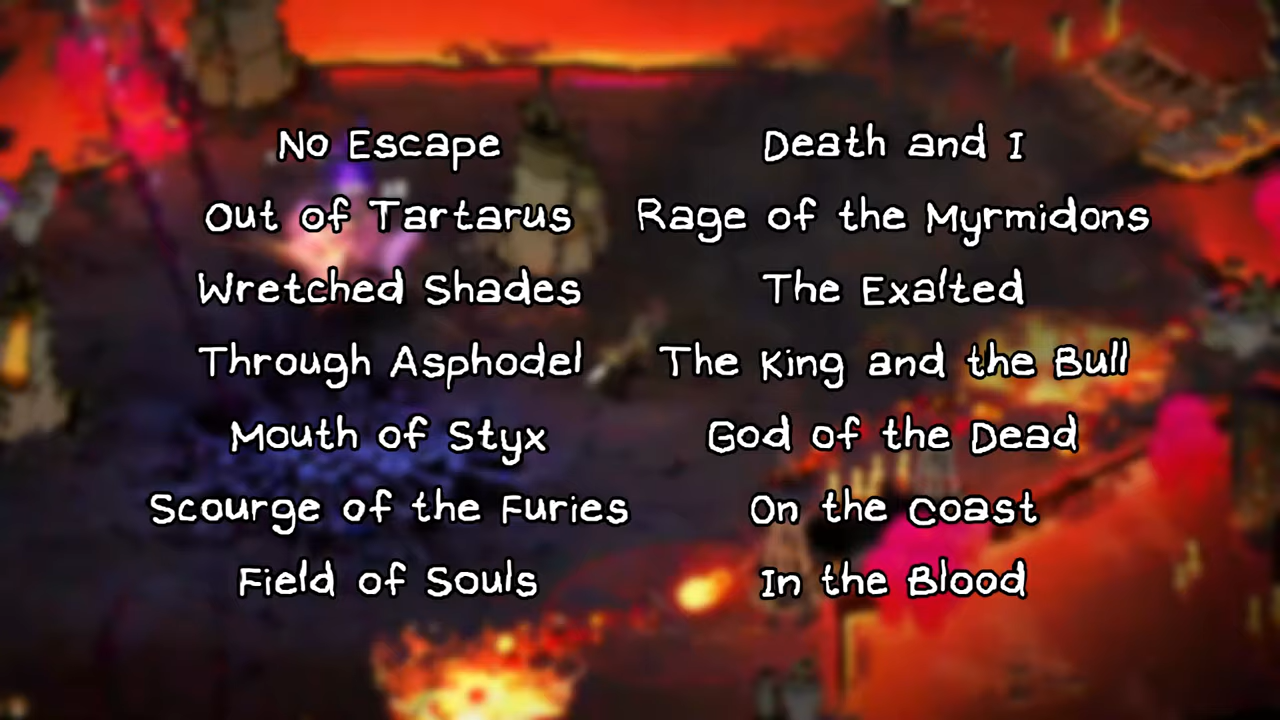 No Escape
Out of Tartarus
Wretched Shades
Through Asphodel
Mouth of Styx
Scourge of the Furies
Field of Souls
Death and I
Rage of the Myrmidons
The Exalted
The King and the Bull
God of the Dead
On the Coast
In the Blood